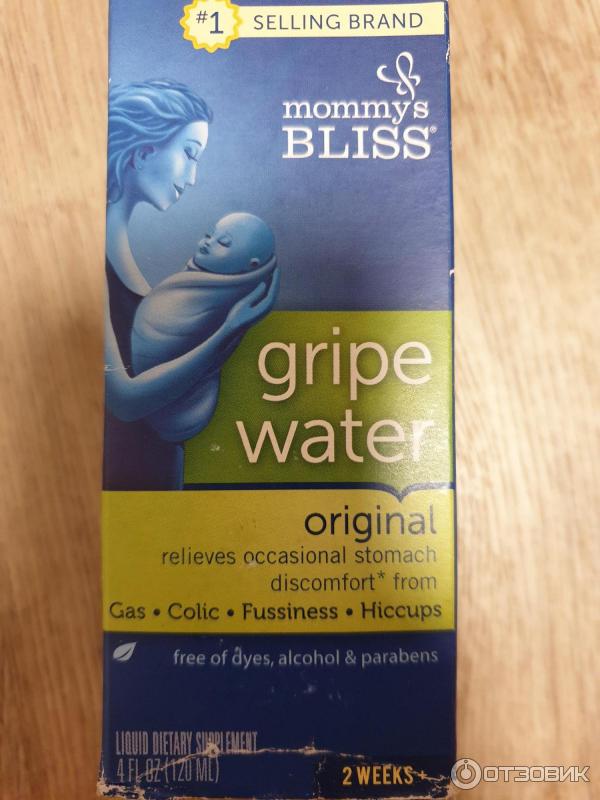 #1 SELLING BRAND
mommy's
BLISS®
gripe
water
original
relieves occasional stomach
discomfort* from
Gas • Colic • Fussiness • Hiccups
free of dyes, alcohol & parabens
LIQUID DIETARY SUPPLEMENT
4 FL OZ (120 ML)
2 WEEKS +
ОТЗОВИК